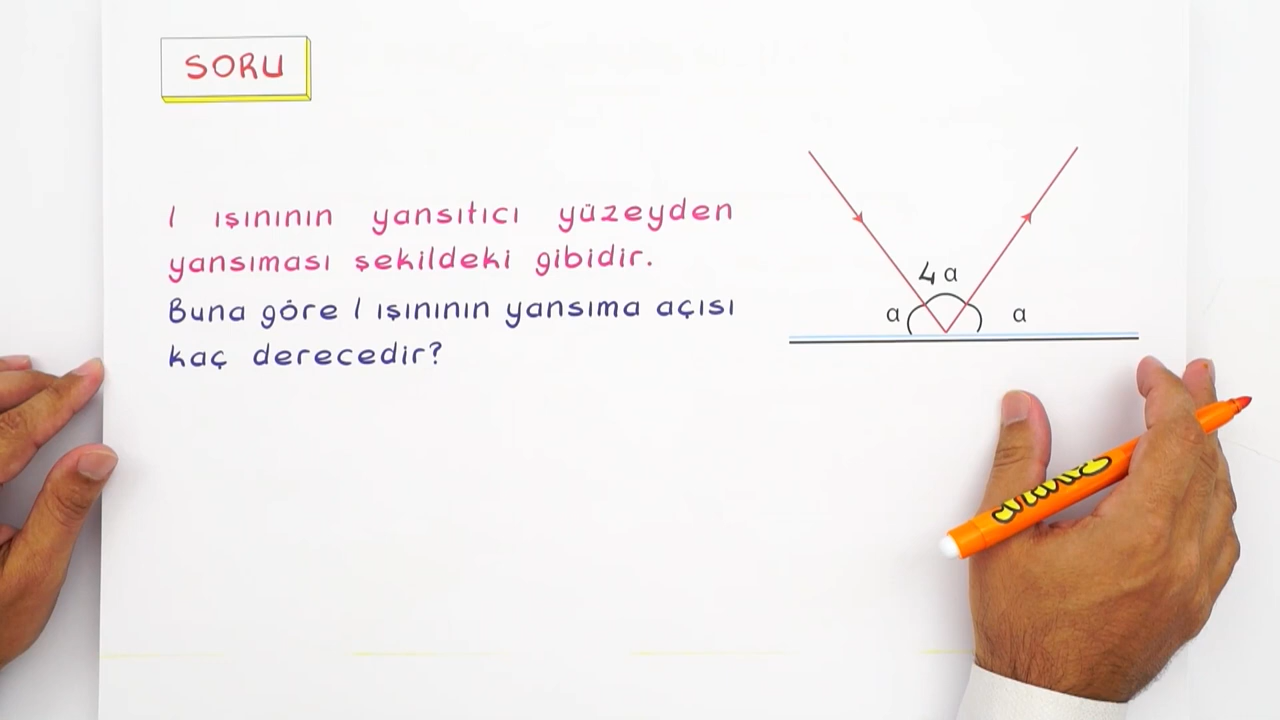 SORU
I ışınının yansıtıcı yüzeyden
yansıması şekildeki gibidir.
Buna göre I ışınının yansıma açısı
kaç derecedir?
4a
a
a